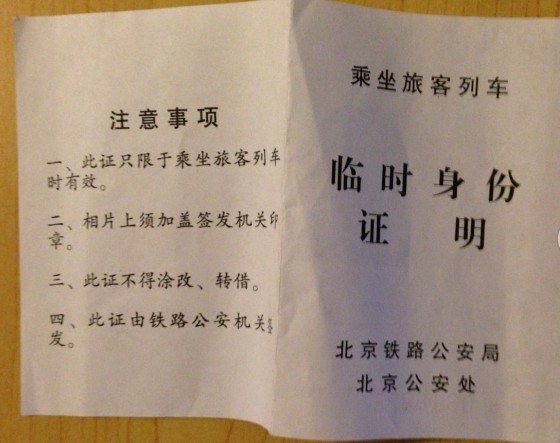 注意事项
一、此证只限于乘坐旅客列车
时有效。
二、相片上须加盖签发机关印
章。
三、此证不得涂改、转借。
四、此证由铁路公安机关签
发。
乘坐旅客列车
临时身份
证明
北京铁路公安局
北京公安处